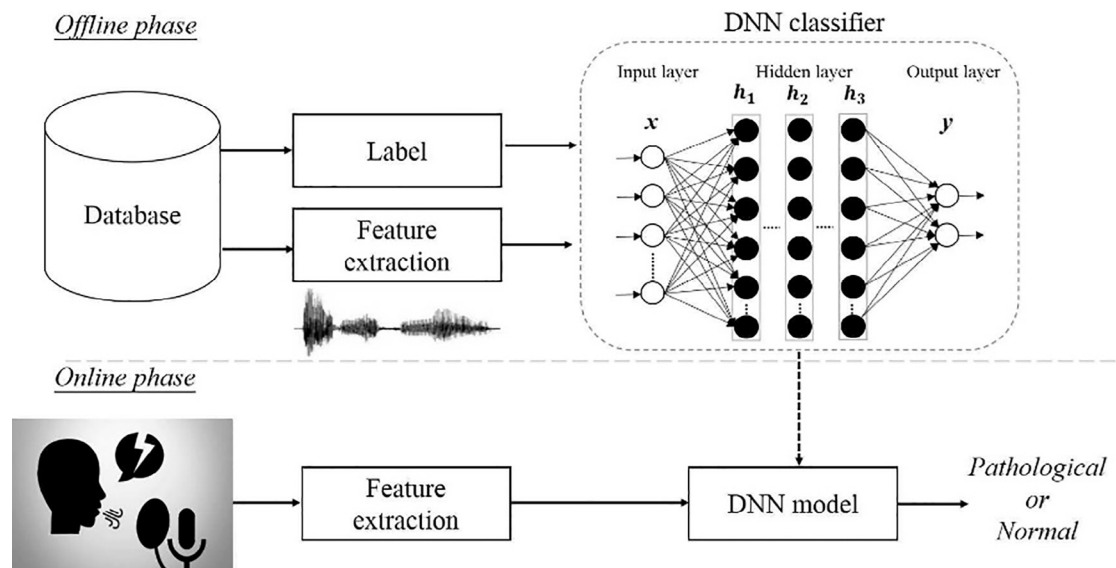 Offline phase
DNN classifier
Input layer
Hidden layer
Output layer
h₁
h₂
h₃
x
y
Label
Database
Feature
extraction
Online phase
Feature
extraction
DNN model
Pathological
or
Normal